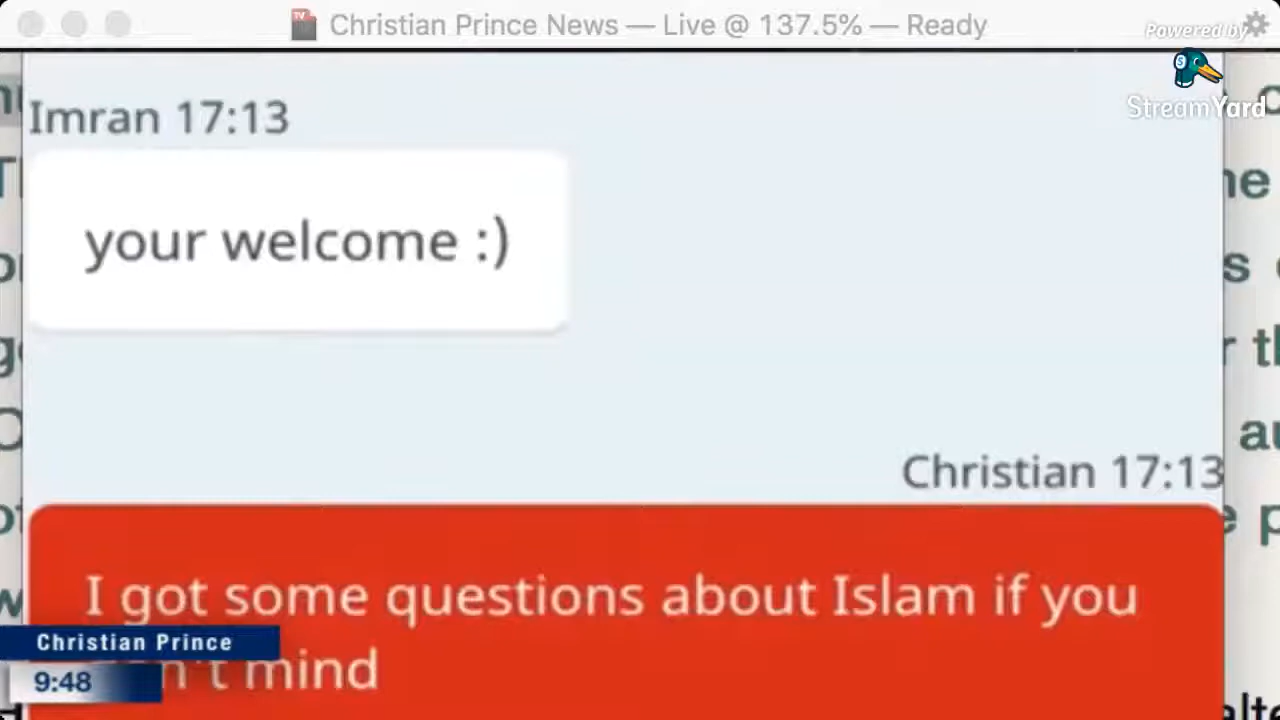 Christian Prince News — Live @ 137.5% — Ready
Powered by
StreamYard
Imran 17:13
your welcome :)
Christian 17:13
I got some questions about Islam if you
n't mind
Christian Prince
9:48